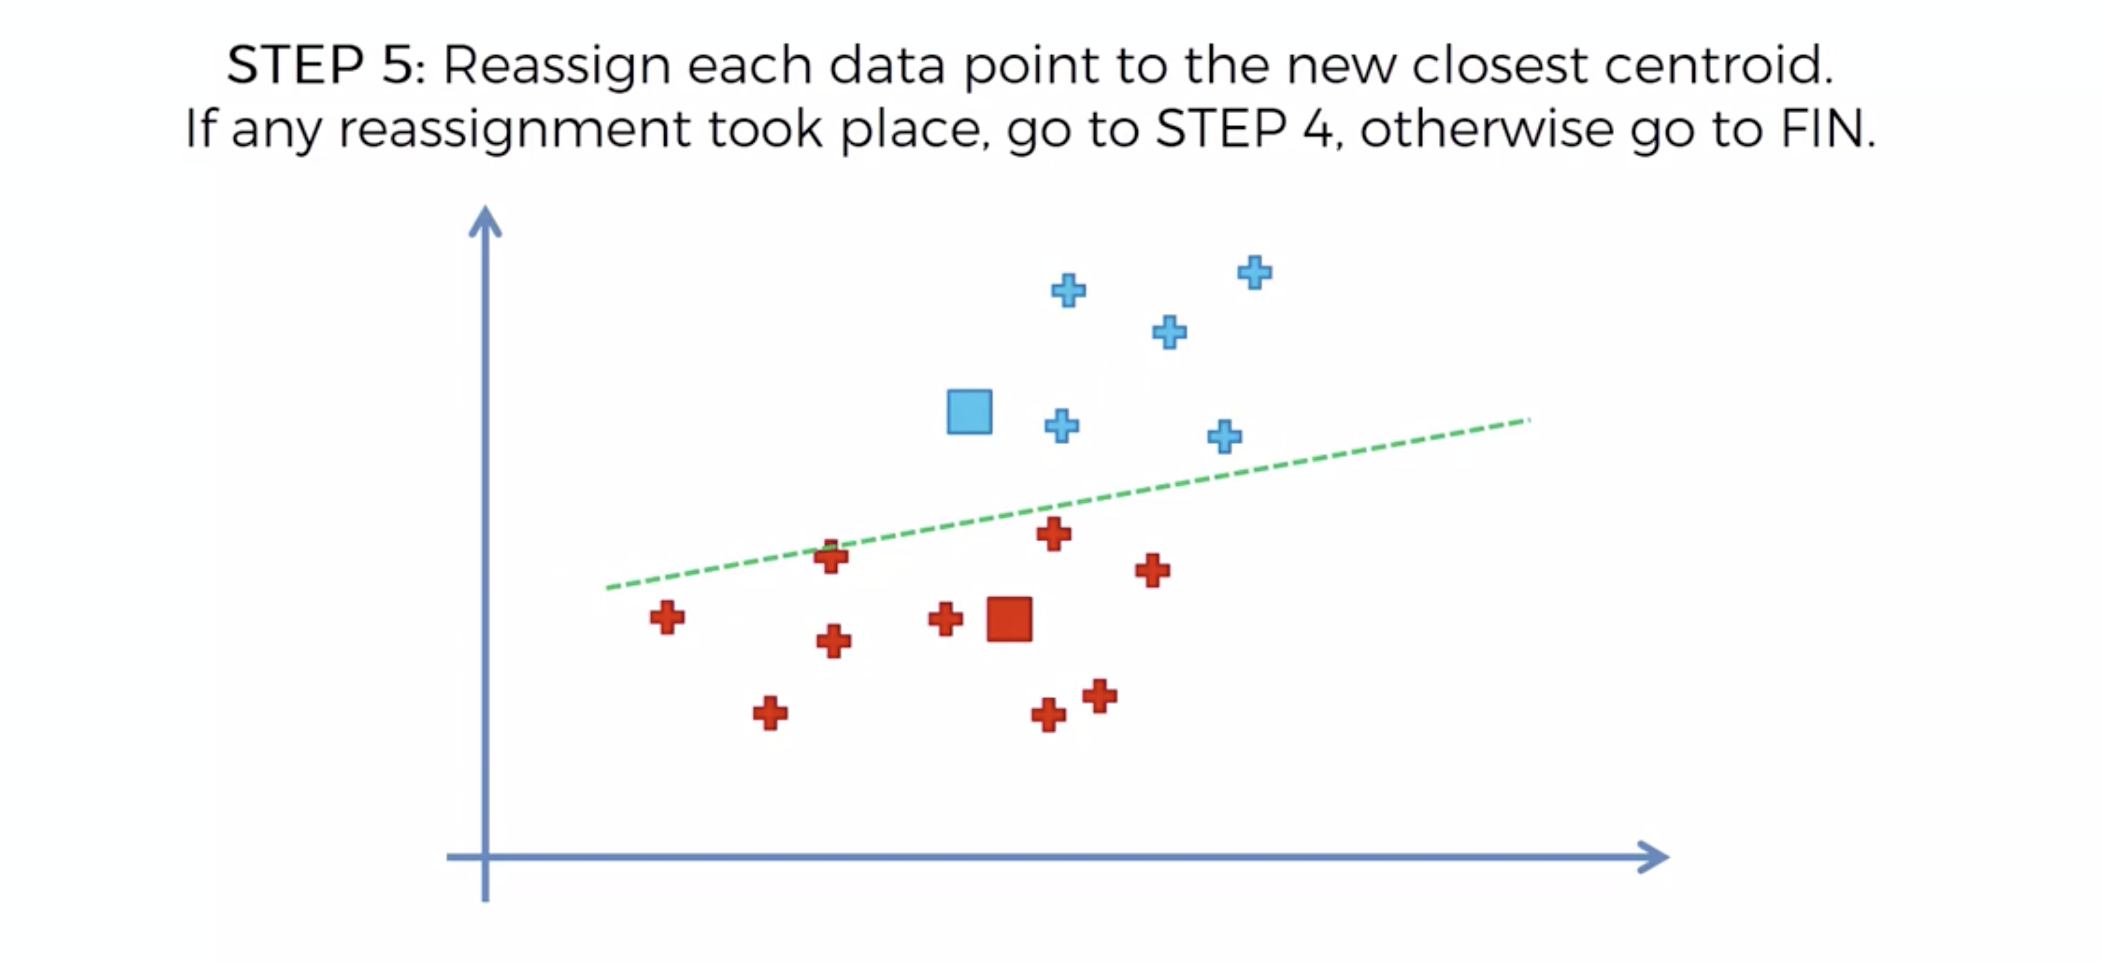 STEP 5: Reassign each data point to the new closest centroid.
If any reassignment took place, go to STEP 4, otherwise go to FIN.